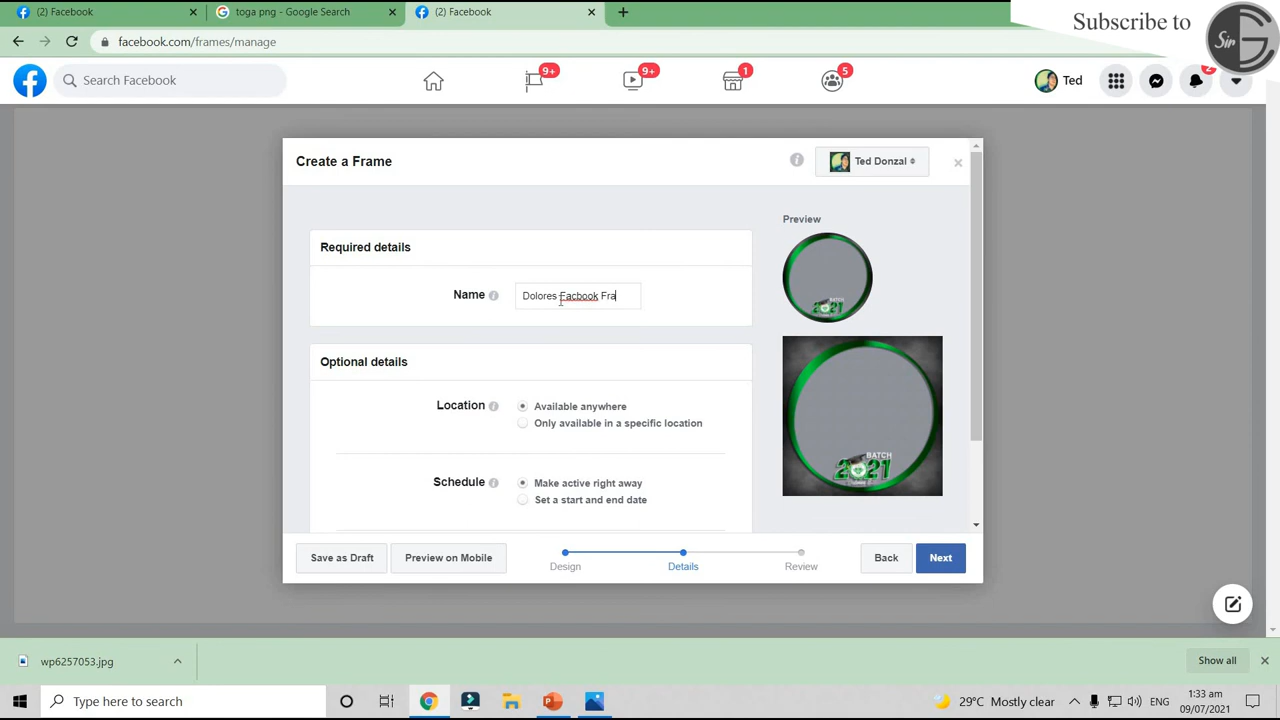 (2) Facebook
toga png - Google Search
(2) Facebook
Subscribe to
Sir G
facebook.com/frames/manage
Search Facebook
9+
9+
1
5
Ted
2
Create a Frame
Ted Donzal
Preview
Required details
Name
Dolores Facbook Fra
BATCH
2021
Optional details
Location
Available anywhere
Only available in a specific location
BATCH
2021
Schedule
Make active right away
Set a start and end date
Save as Draft
Preview on Mobile
Design
Details
Review
Back
Next
wp6257053.jpg
Show all
Type here to search
29°C Mostly clear
ENG
1:33 am
09/07/2021